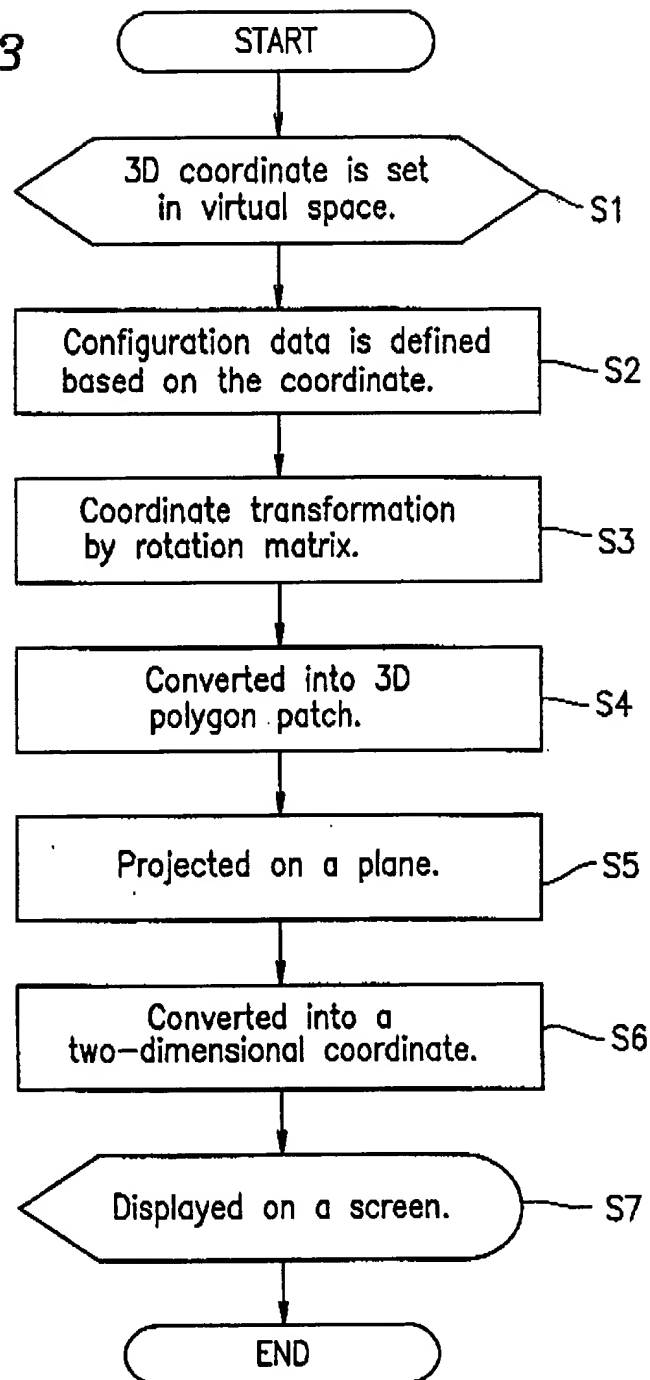 3
START
3D coordinate is set
in virtual space.
S1
Configuration data is defined
based on the coordinate.
S2
Coordinate transformation
by rotation matrix.
S3
Converted into 3D
polygon patch.
S4
Projected on a plane.
S5
Converted into a
two-dimensional coordinate.
S6
Displayed on a screen.
S7
END